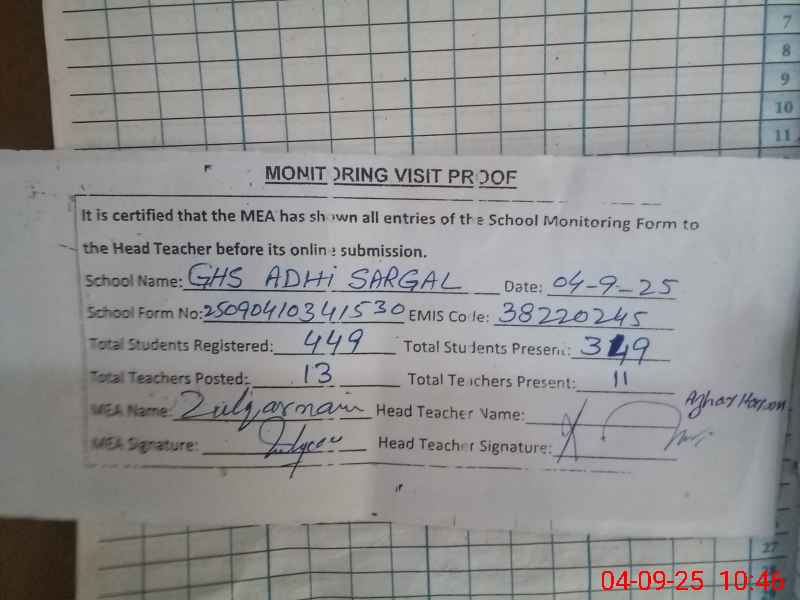 7
8
9
10
11
MONITORING VISIT PROOF
It is certified that the MEA has shown all entries of the School Monitoring Form to
the Head Teacher before its online submission.
School Name: GHS ADHI SARGAL Date: 04-9-25
School Form No: 25090410341530 EMIS Code: 38220245
Total Students Registered: 449 Total Students Present: 349
Total Teachers Posted: 13 Total Teachers Present: 11
MEA Name: Zulqarnain Head Teacher Name: Azhar
MEA Signature: Head Teacher Signature:
27
04-09-25 10:46